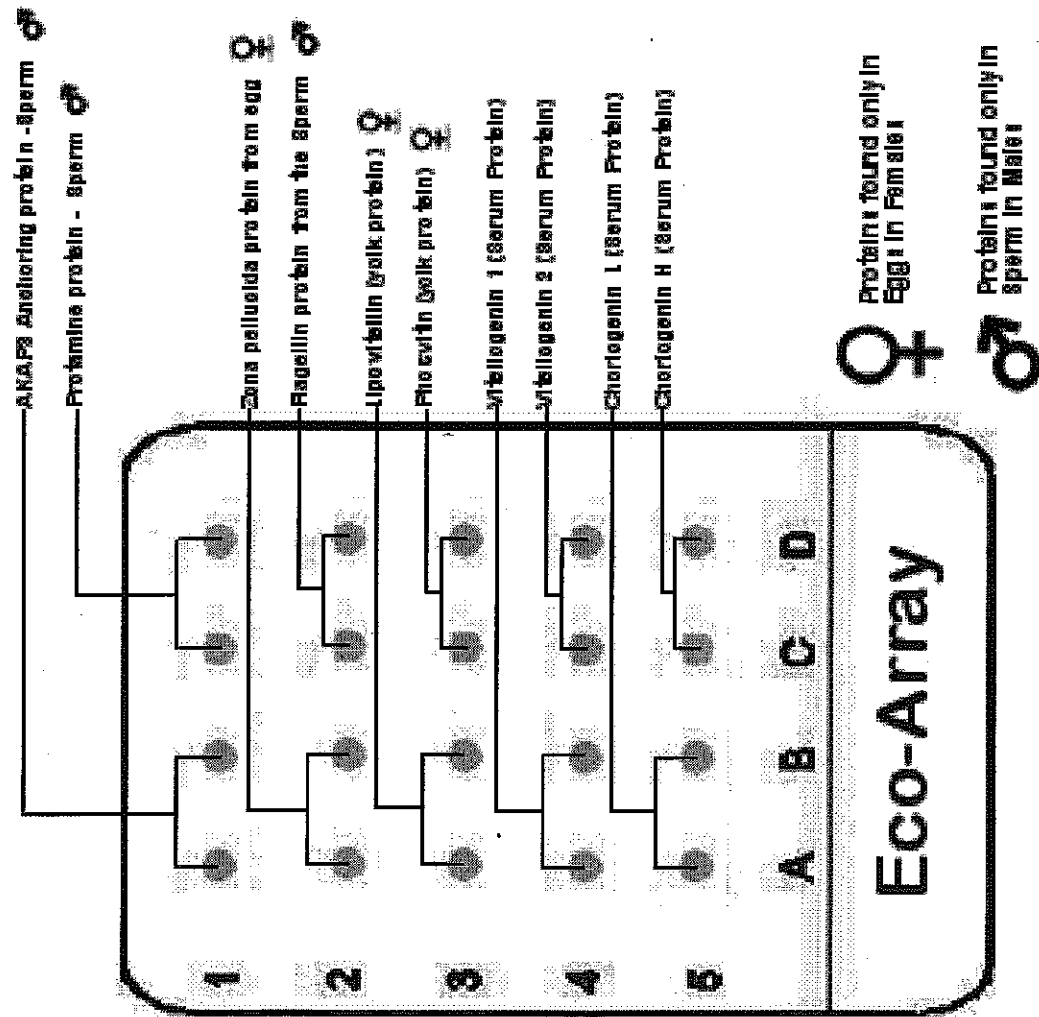 AKAP3 Anchoring protein -Sperm ♂
Protamine protein - Sperm ♂
Zona pellucida protein from egg ♀
Flagellin protein from the Sperm ♂
Lipovitellin (yolk protein) ♀
Phosvitin (yolk protein) ♀
Vitellogenin 1 (Serum Protein)
Vitellogenin 2 (Serum Protein)
Choriogenin L (Serum Protein)
Choriogenin H (Serum Protein)
1
2
3
4
5
A B C D
Eco-Array
♀ Proteins found only in
Eggs in Females
♂ Proteins found only in
Sperm in Males